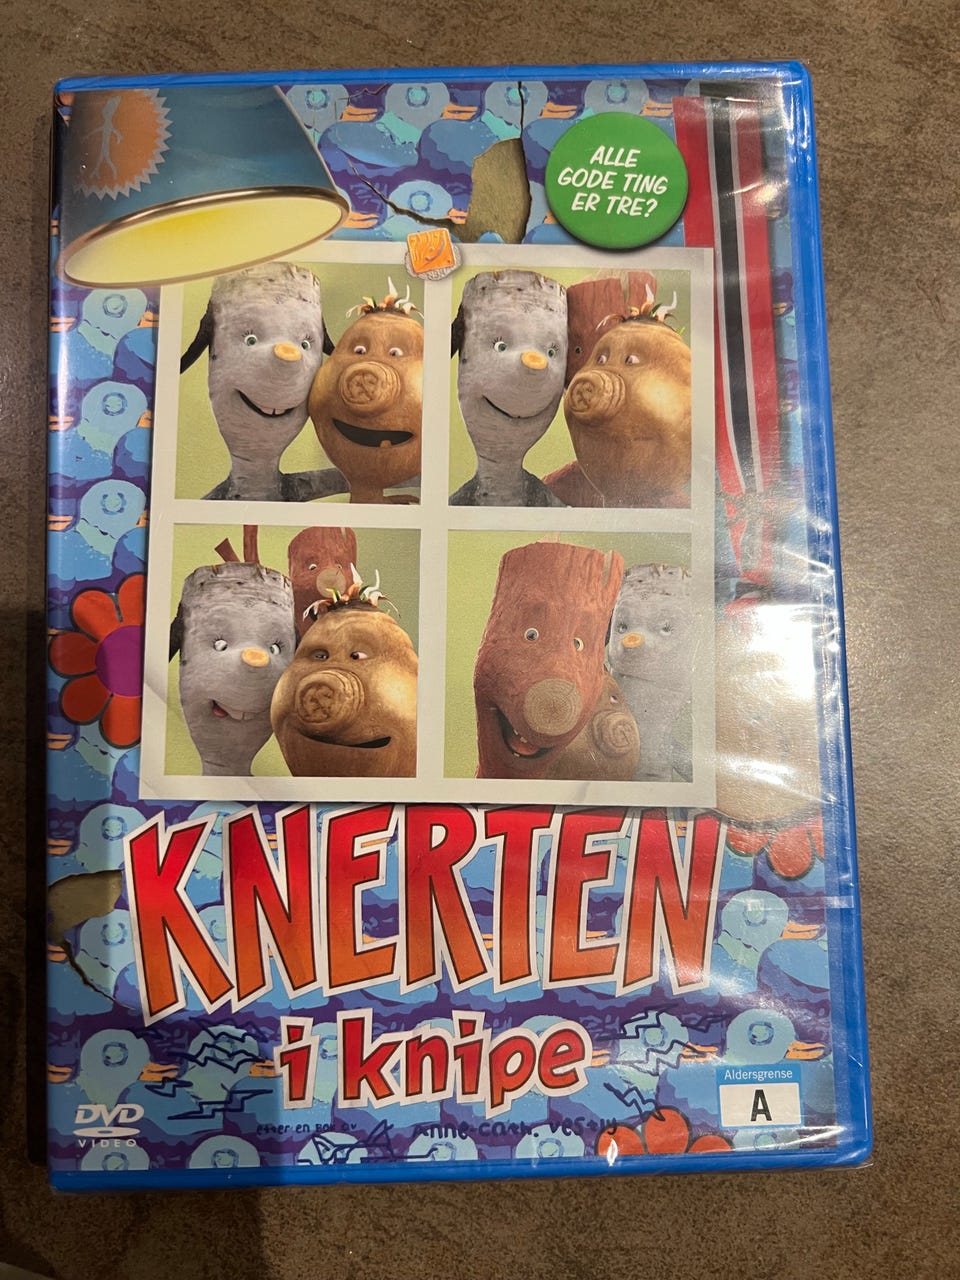 ALLE
GODE TING
ER TRE?
KNERTEN
i knipe
Aldersgrense
A
DVD
VIDEO
etter en BOK av Anne-Cath. Vestly